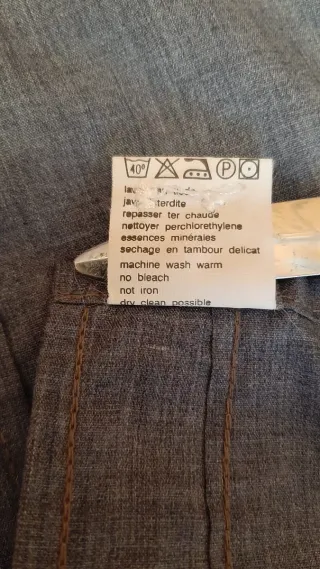 40° P
javel interdite
repasser ter chaude
nettoyer perchlorethylene
essences minérales
sechage en tambour delicat
machine wash warm
no bleach
not iron
dry clean possible